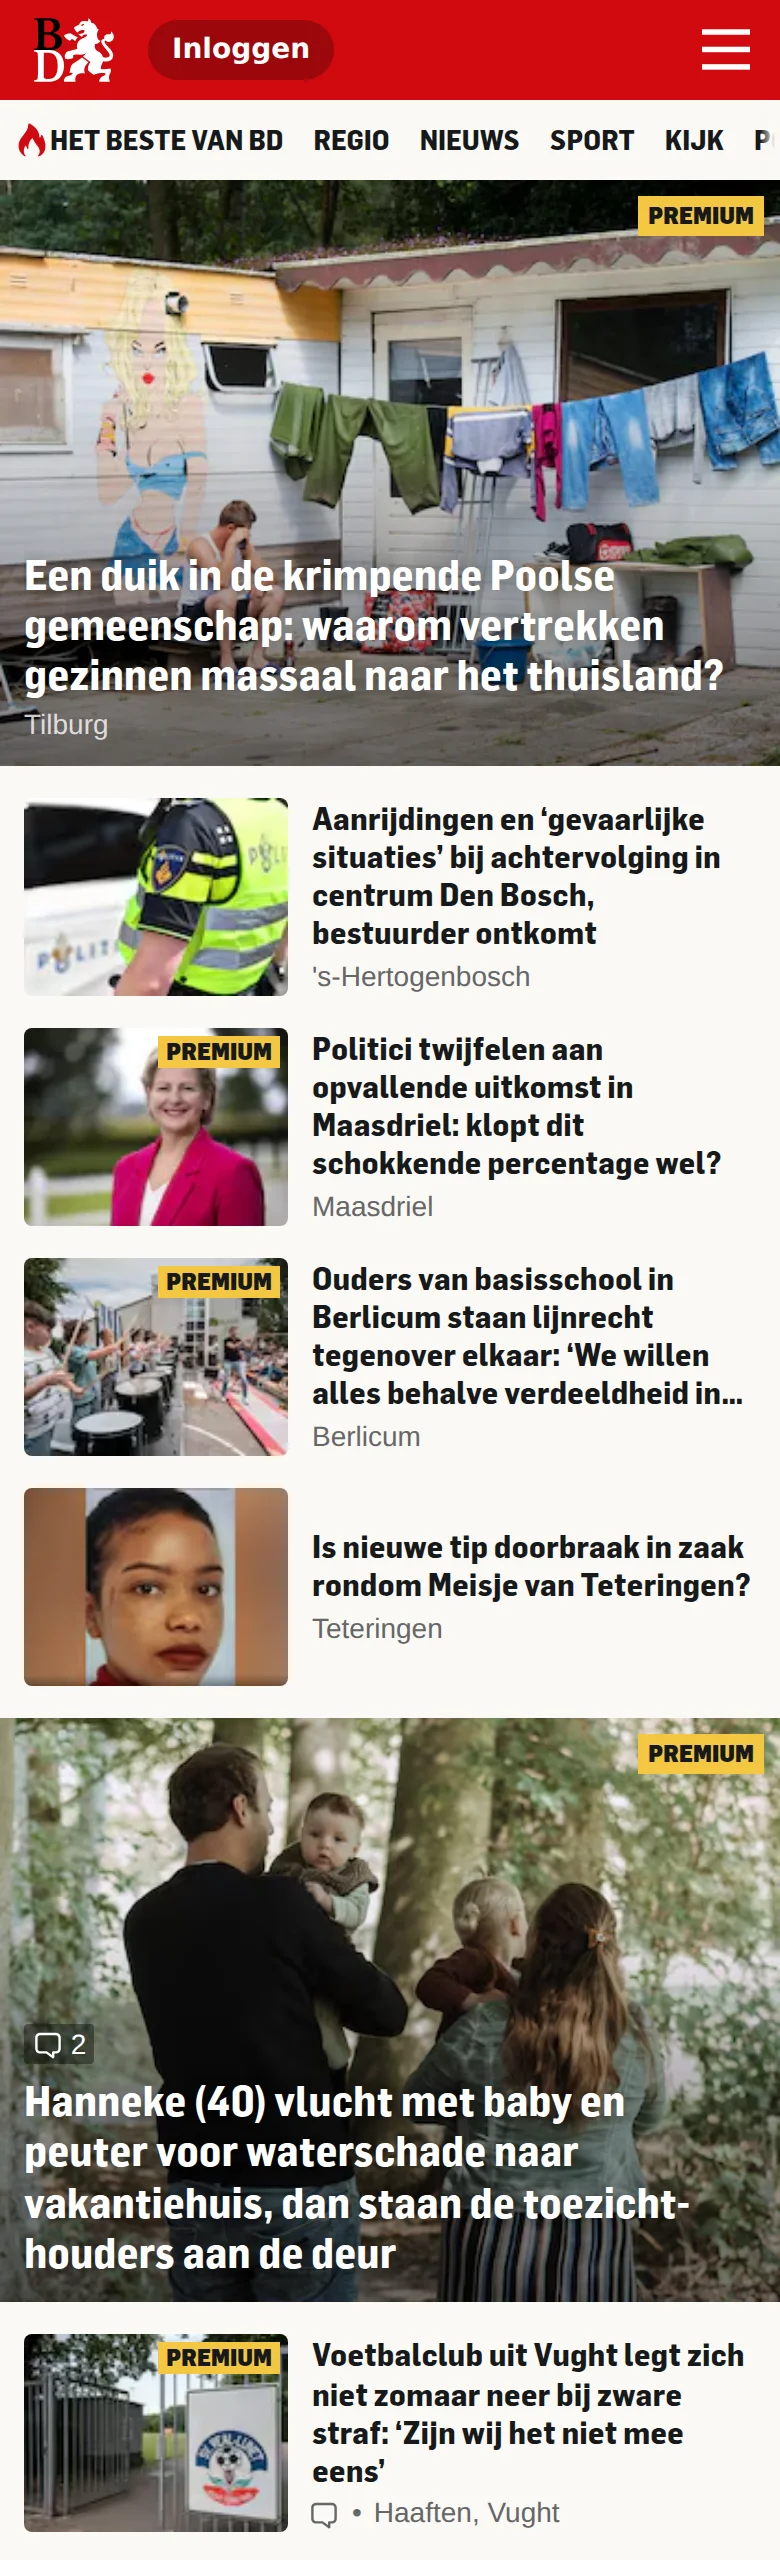 B
D
Inloggen
HET BESTE VAN BD REGIO NIEUWS SPORT KIJK
PREMIUM
Een duik in de krimpende Poolse
gemeenschap: waarom vertrekken
gezinnen massaal naar het thuisland?
Tilburg
Aanrijdingen en ‘gevaarlijke
situaties’ bij achtervolging in
centrum Den Bosch,
bestuurder ontkomt
's-Hertogenbosch
PREMIUM
Politici twijfelen aan
opvallende uitkomst in
Maasdriel: klopt dit
schokkende percentage wel?
Maasdriel
PREMIUM
Ouders van basisschool in
Berlicum staan lijnrecht
tegenover elkaar: ‘We willen
alles behalve verdeeldheid in...
Berlicum
Is nieuwe tip doorbraak in zaak
rondom Meisje van Teteringen?
Teteringen
PREMIUM
2
Hanneke (40) vlucht met baby en
peuter voor waterschade naar
vakantiehuis, dan staan de toezicht-
houders aan de deur
PREMIUM
Voetbalclub uit Vught legt zich
niet zomaar neer bij zware
straf: ‘Zijn wij het niet mee
eens’
• Haaften, Vught